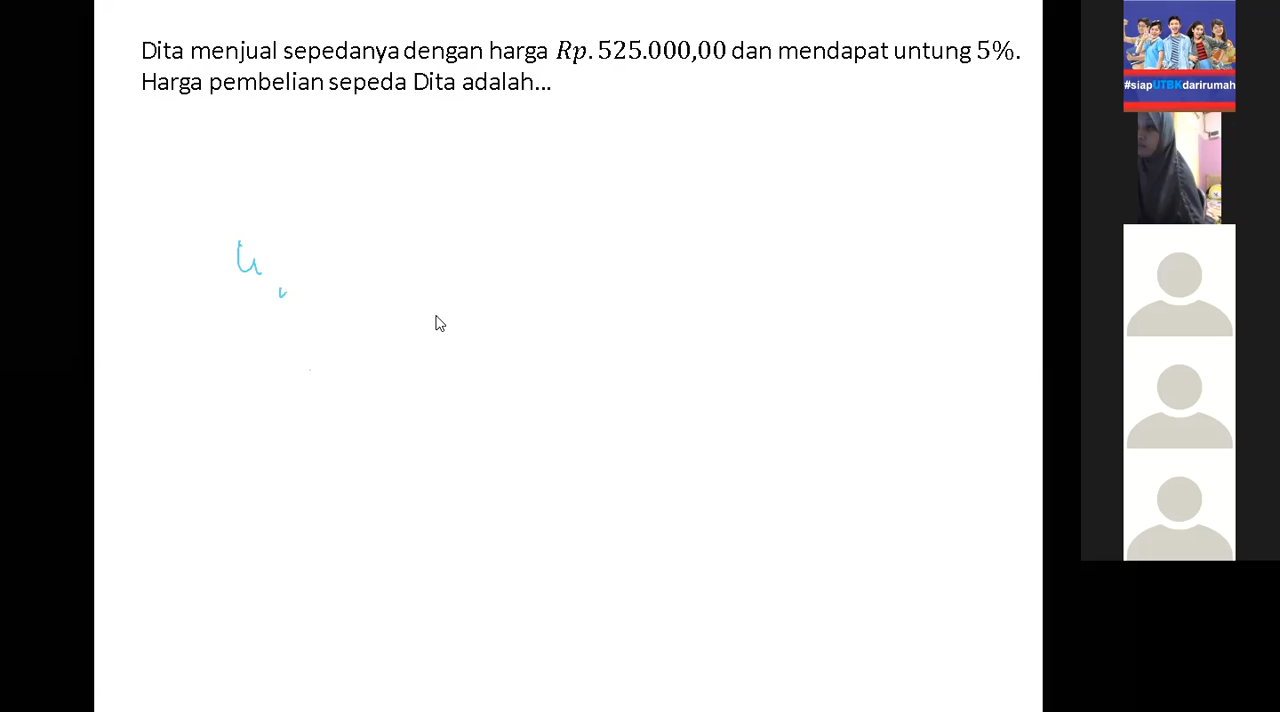 Dita menjual sepedanya dengan harga Rp. 525.000,00 dan mendapat untung 5%.
Harga pembelian sepeda Dita adalah...
#siapUTBKdarirumah